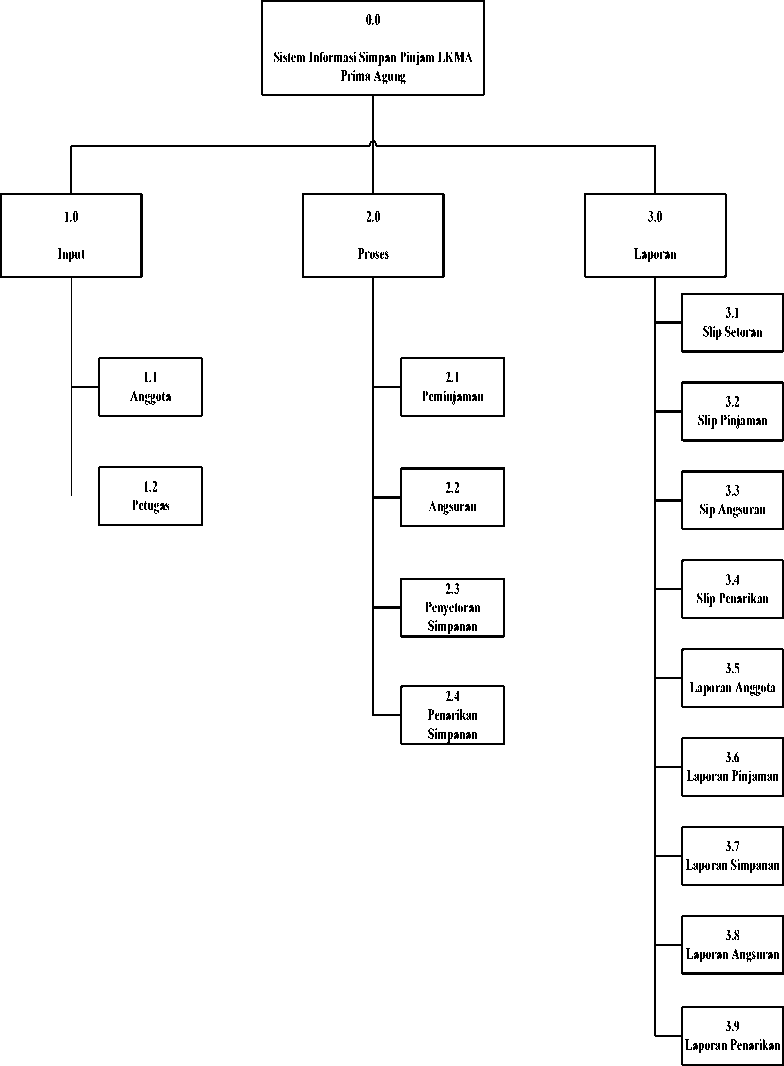 0.0
Sistem Informasi Simpan Pinjam LKMA
Prima Agung
1.0
Input
2.0
Proses
3.0
Laporan
1.1
Anggota
1.2
Petugas
2.1
Peminjaman
2.2
Angsuran
2.3
Penyetoran
Simpanan
2.4
Penarikan
Simpanan
3.1
Slip Setoran
3.2
Slip Pinjaman
3.3
Sip Angsuran
3.4
Slip Penarikan
3.5
Laporan Anggota
3.6
Laporan Pinjaman
3.7
Laporan Simpanan
3.8
Laporan Angsuran
3.9
Laporan Penarikan